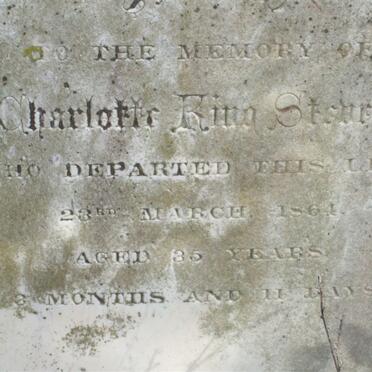 TO THE MEMORY OF
Charlotte King
WHO DEPARTED THIS
23RD MARCH, 1864.
AGED 35 YEARS
3 MONTHS AND 11 DAYS